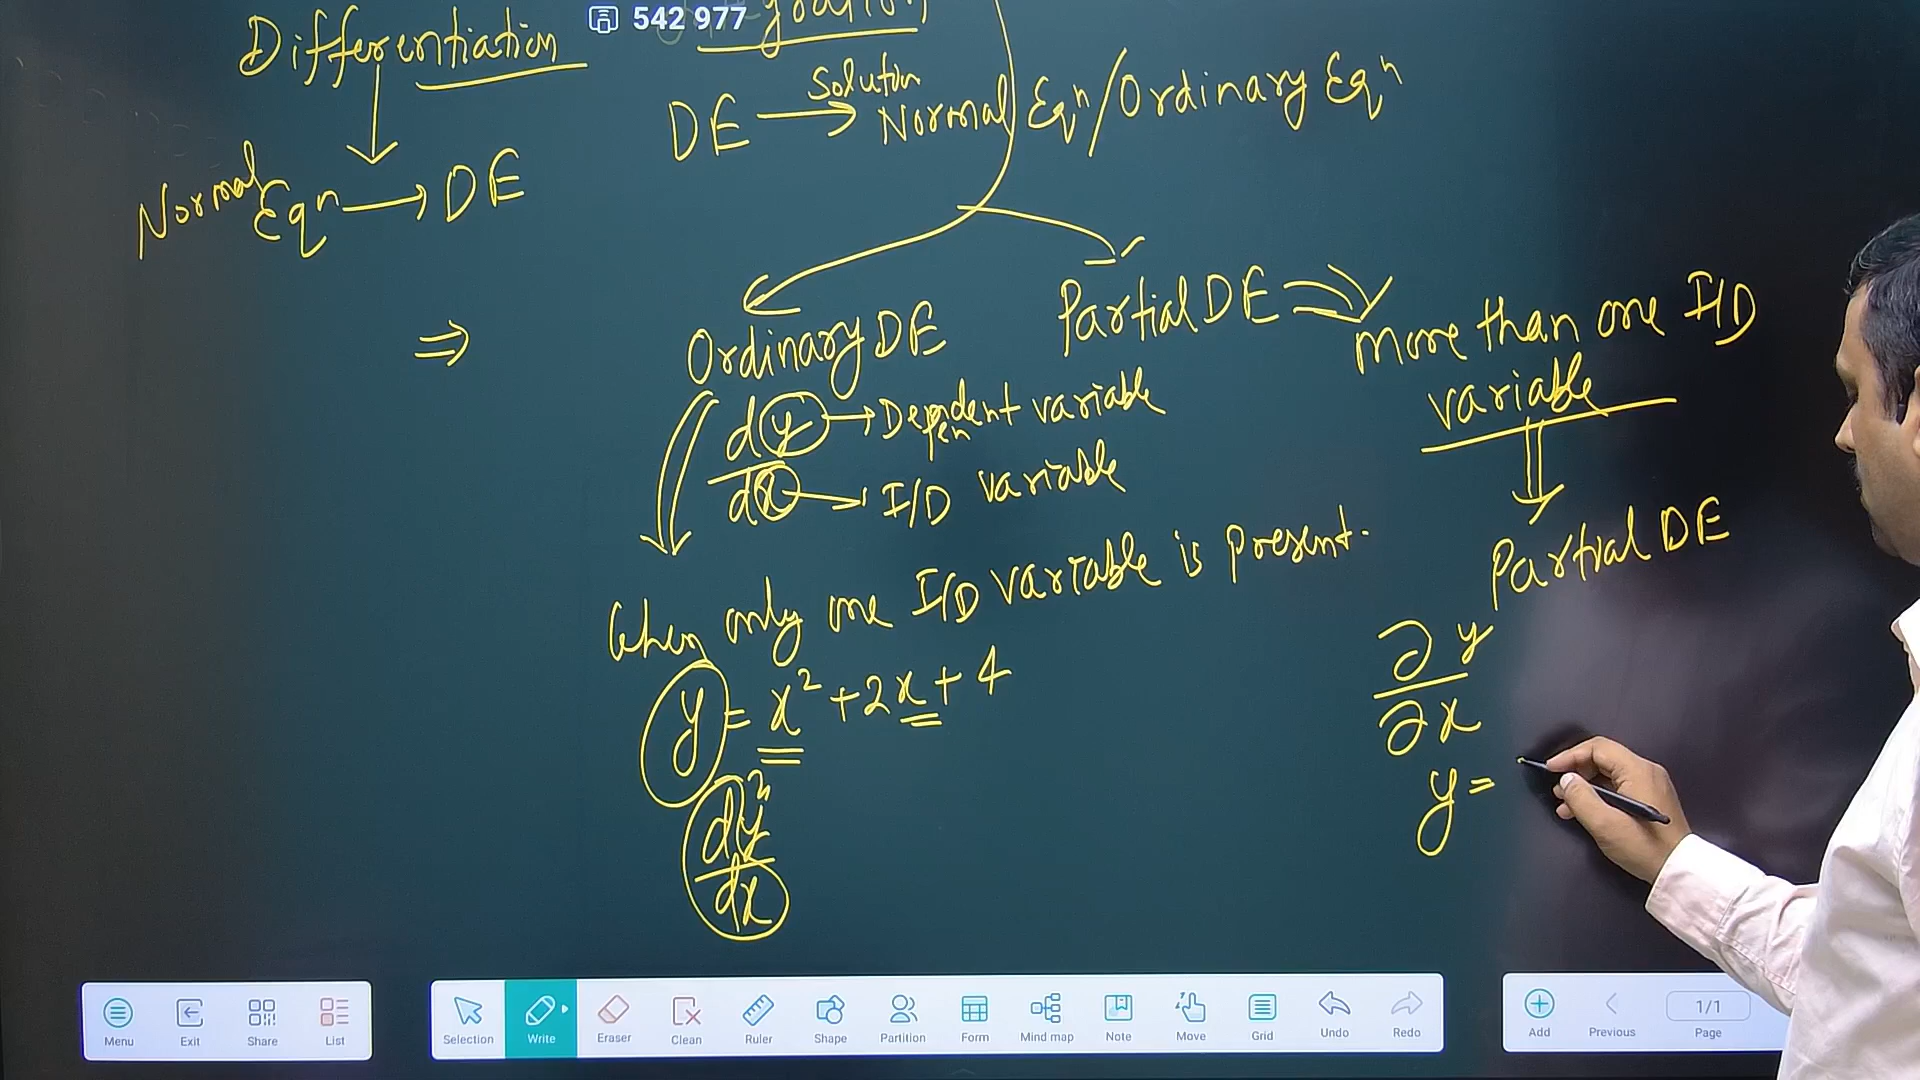 542 977
Differentiation
DE Solution → Normal Eqⁿ/Ordinary Eqⁿ
Normal Eqⁿ → DE
⇒
Ordinary DE
Partial DE ⇒ More than one I/D variable
dy/dx
y → Dependent variable
x → I/D variable
Partial DE
When only one I/D variable is present.
y = x² + 2x + 4
∂y/∂x
y =
dy²/dx
Menu
Exit
Share
List
Selection
Write
Eraser
Clean
Ruler
Shape
Partition
Form
Mind map
Note
Move
Grid
Undo
Redo
Add
Previous
1/1
Page